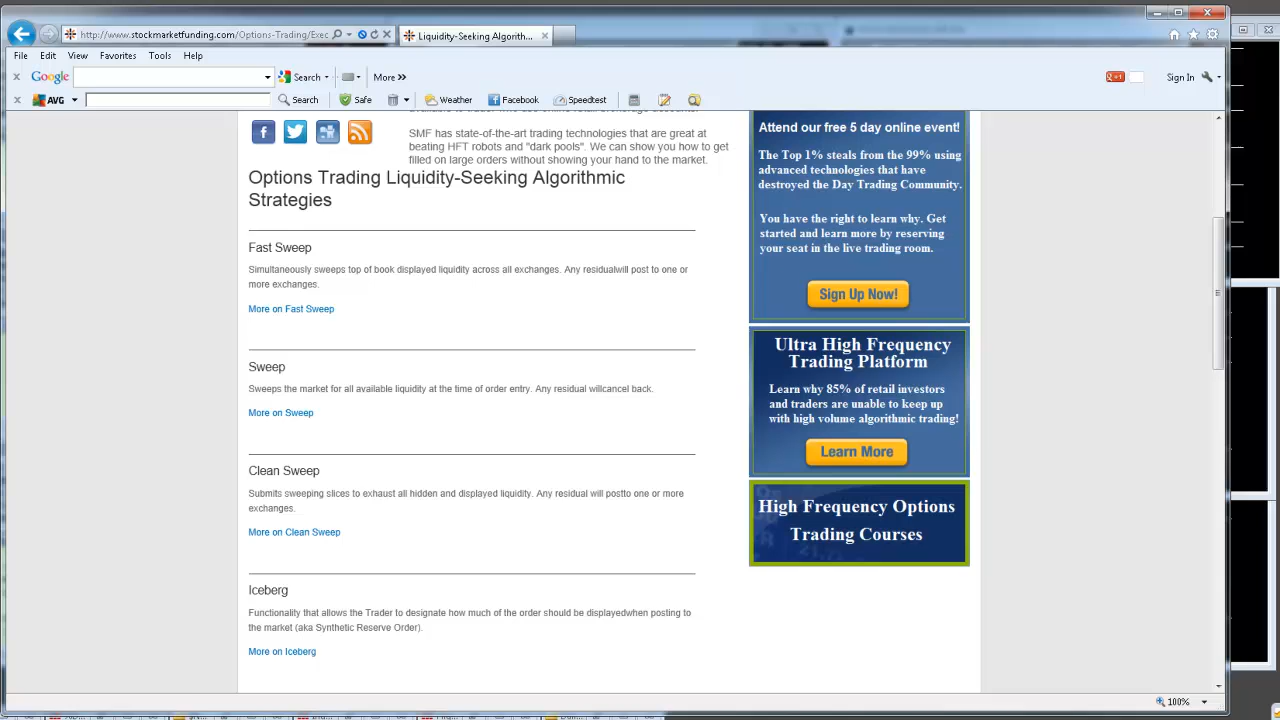 http://www.stockmarketfunding.com/Options-Trading/Exec
Liquidity-Seeking Algorith...
File Edit View Favorites Tools Help
Google Search More »
Sign In
AVG Search Safe Weather Facebook Speedtest
SMF has state-of-the-art trading technologies that are great at
beating HFT robots and "dark pools". We can show you how to get
filled on large orders without showing your hand to the market.
Options Trading Liquidity-Seeking Algorithmic
Strategies
Fast Sweep
Simultaneously sweeps top of book displayed liquidity across all exchanges. Any residualwill post to one or
more exchanges.
More on Fast Sweep
Sweep
Sweeps the market for all available liquidity at the time of order entry. Any residual willcancel back.
More on Sweep
Clean Sweep
Submits sweeping slices to exhaust all hidden and displayed liquidity. Any residual will postto one or more
exchanges.
More on Clean Sweep
Iceberg
Functionality that allows the Trader to designate how much of the order should be displayedwhen posting to
the market (aka Synthetic Reserve Order).
More on Iceberg
Attend our free 5 day online event!
The Top 1% steals from the 99% using
advanced technologies that have
destroyed the Day Trading Community.
You have the right to learn why. Get
started and learn more by reserving
your seat in the live trading room.
Sign Up Now!
Ultra High Frequency
Trading Platform
Learn why 85% of retail investors
and traders are unable to keep up
with high volume algorithmic trading!
Learn More
High Frequency Options
Trading Courses
100%